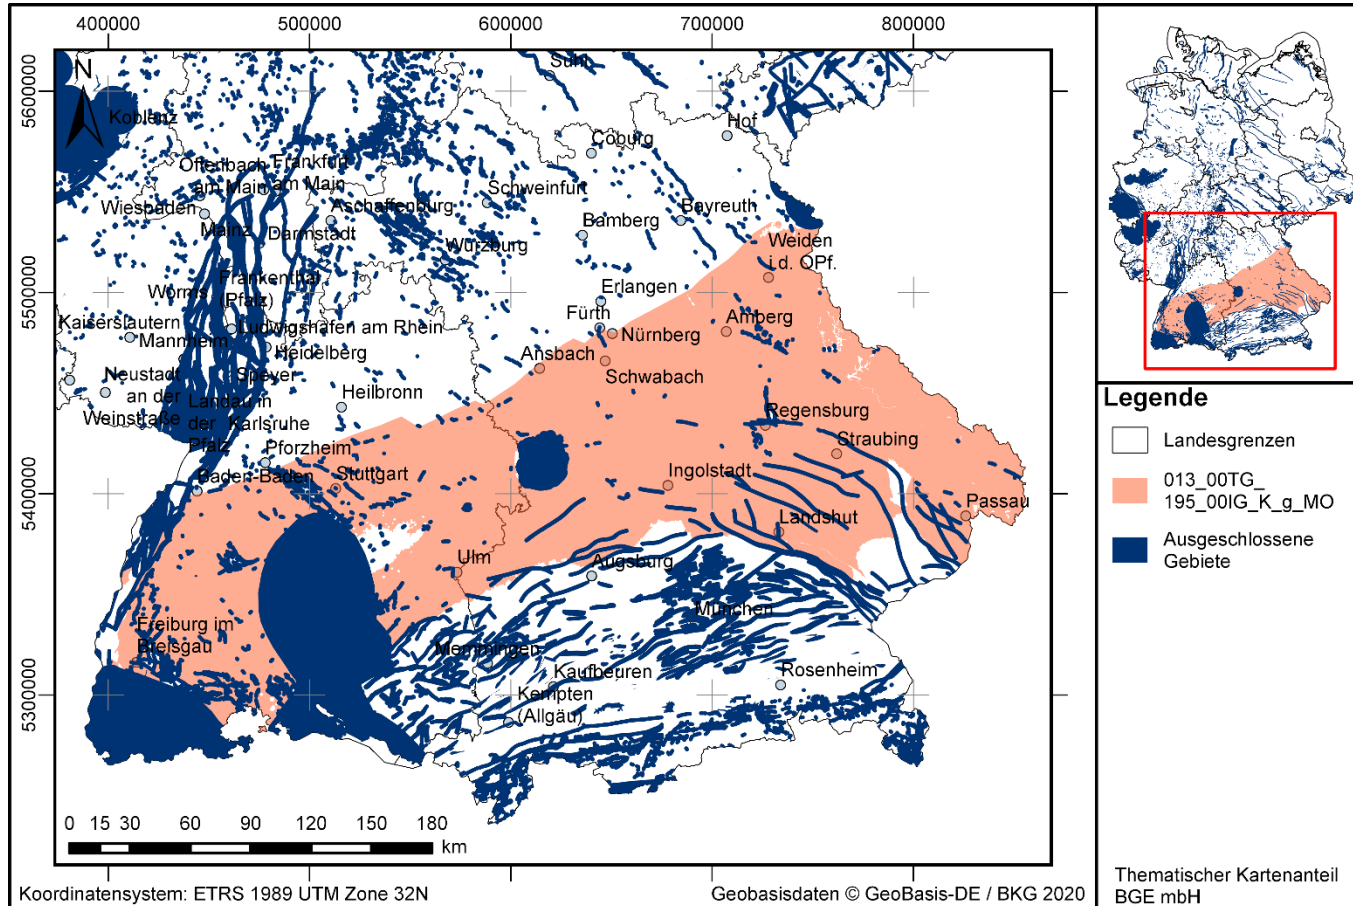 400000
500000
600000
700000
800000
5600000
5500000
5400000
5300000
N
Suhl
Koblenz
Hof
Coburg
Offenbach
am Main
Frankfurt
am Main
Schweinfurt
Wiesbaden
Aschaffenburg
Bayreuth
Mainz
Bamberg
Darmstadt
Würzburg
Weiden
i.d. OPf.
Frankenthal
(Pfalz)
Worms
Erlangen
Fürth
Kaiserslautern
Ludwigshafen am Rhein
Amberg
Mannheim
Nürnberg
Heidelberg
Ansbach
Neustadt
an der
Weinstraße
Speyer
Schwabach
Heilbronn
Landau in
der
Pfalz
Karlsruhe
Regensburg
Pforzheim
Straubing
Baden-Baden
Stuttgart
Ingolstadt
Passau
Landshut
Ulm
Augsburg
München
Freiburg im
Breisgau
Memmingen
Kaufbeuren
Rosenheim
Kempten
(Allgäu)
0 15 30 60 90 120 150 180
km
Koordinatensystem: ETRS 1989 UTM Zone 32N
Geobasisdaten © GeoBasis-DE / BKG 2020
Legende
Landesgrenzen
013_00TG_
195_00IG_K_g_MO
Ausgeschlossene
Gebiete
Thematischer Kartenanteil
BGE mbH